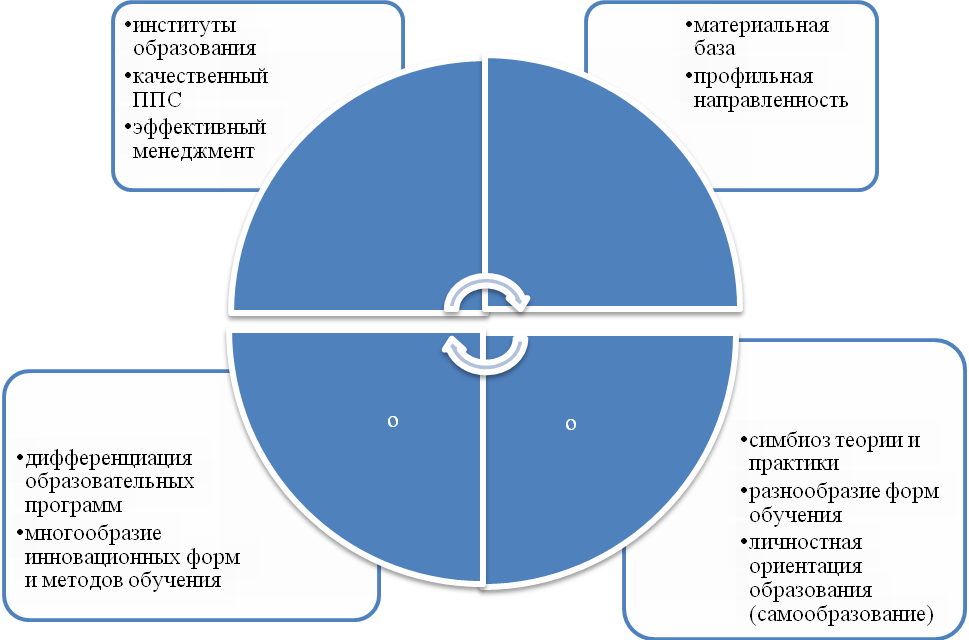 •институты
образования
•качественный
ППС
•эффективный
менеджмент
•материальная
база
•профильная
направленность
о
о
•дифференциация
образовательных
программ
•многообразие
инновационных форм
и методов обучения
•симбиоз теории и
практики
•разнообразие форм
обучения
•личностная
ориентация
образования
(самообразование)